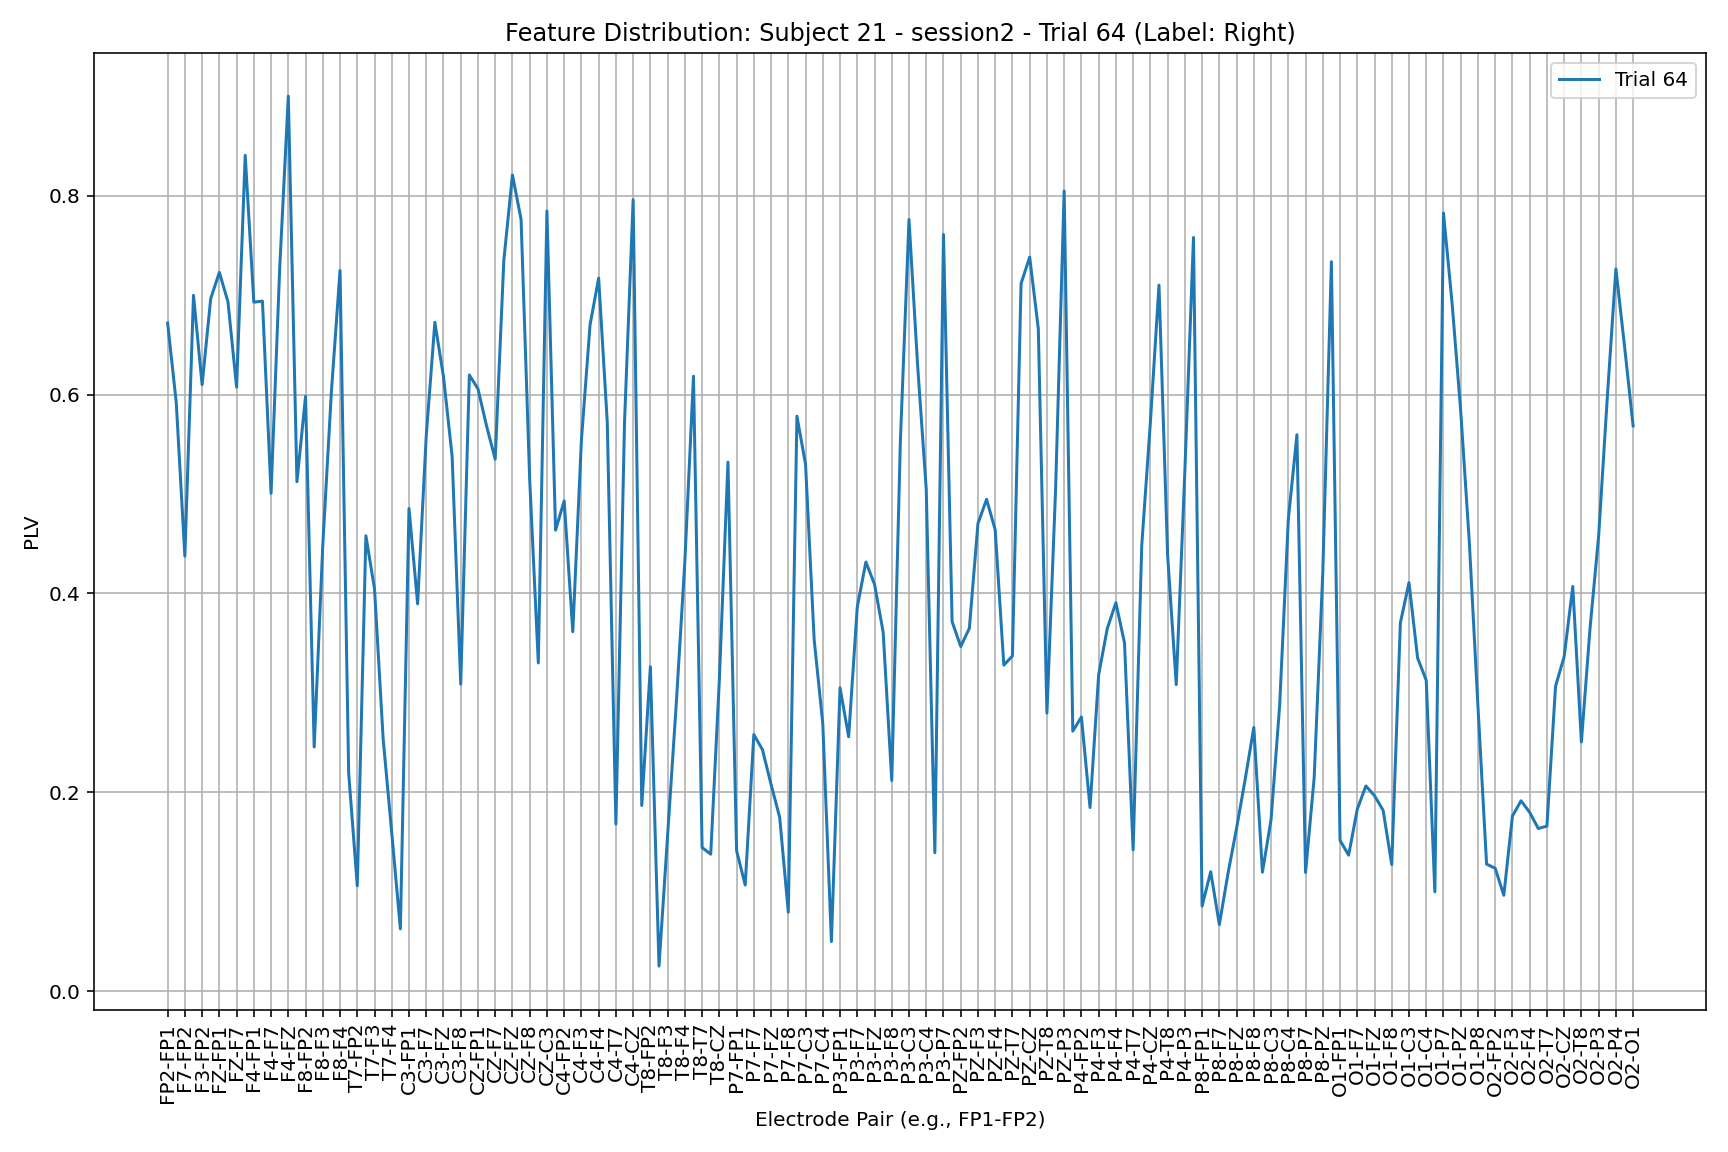 Feature Distribution: Subject 21 - session2 - Trial 64 (Label: Right)
Trial 64
PLV
0.8
0.6
0.4
0.2
0.0
FP2-FP1
F7-FP2
F3-FP2
FZ-FP1
FZ-F7
F4-FP1
F4-F7
F4-FZ
F8-FP2
F8-F3
F8-F4
T7-FP2
T7-F3
T7-F4
C3-FP1
C3-F7
C3-FZ
C3-F8
CZ-FP1
CZ-F7
CZ-FZ
CZ-F8
CZ-C3
C4-FP2
C4-F3
C4-F4
C4-T7
C4-CZ
T8-FP2
T8-F3
T8-F4
T8-T7
T8-CZ
P7-FP1
P7-F7
P7-FZ
P7-F8
P7-C3
P7-C4
P3-FP1
P3-F7
P3-FZ
P3-F8
P3-C3
P3-C4
P3-P7
PZ-FP2
PZ-F3
PZ-F4
PZ-T7
PZ-CZ
PZ-T8
PZ-P3
P4-FP2
P4-F3
P4-F4
P4-T7
P4-CZ
P4-T8
P4-P3
P8-FP1
P8-F7
P8-FZ
P8-F8
P8-C3
P8-C4
P8-P7
P8-PZ
O1-FP1
O1-F7
O1-FZ
O1-F8
O1-C3
O1-C4
O1-P7
O1-PZ
O1-P8
O2-FP2
O2-F3
O2-F4
O2-T7
O2-CZ
O2-T8
O2-P3
O2-P4
O2-O1
Electrode Pair (e.g., FP1-FP2)